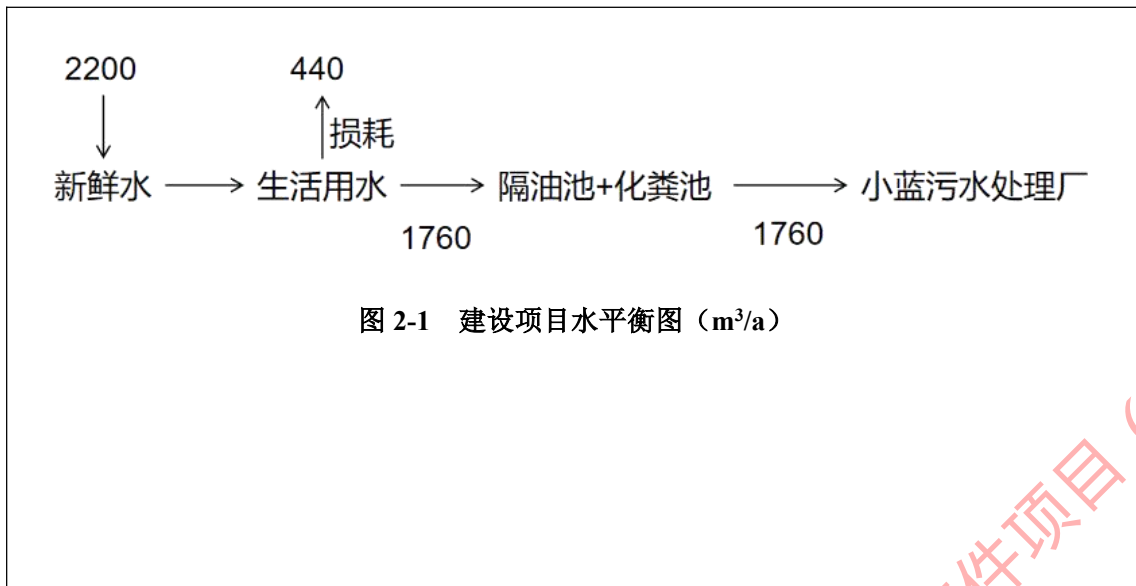 2200 440
损耗
新鲜水 生活用水 隔油池+化粪池 小蓝污水处理厂
1760 1760
图 2-1 建设项目水平衡图（m³/a）
件项目（